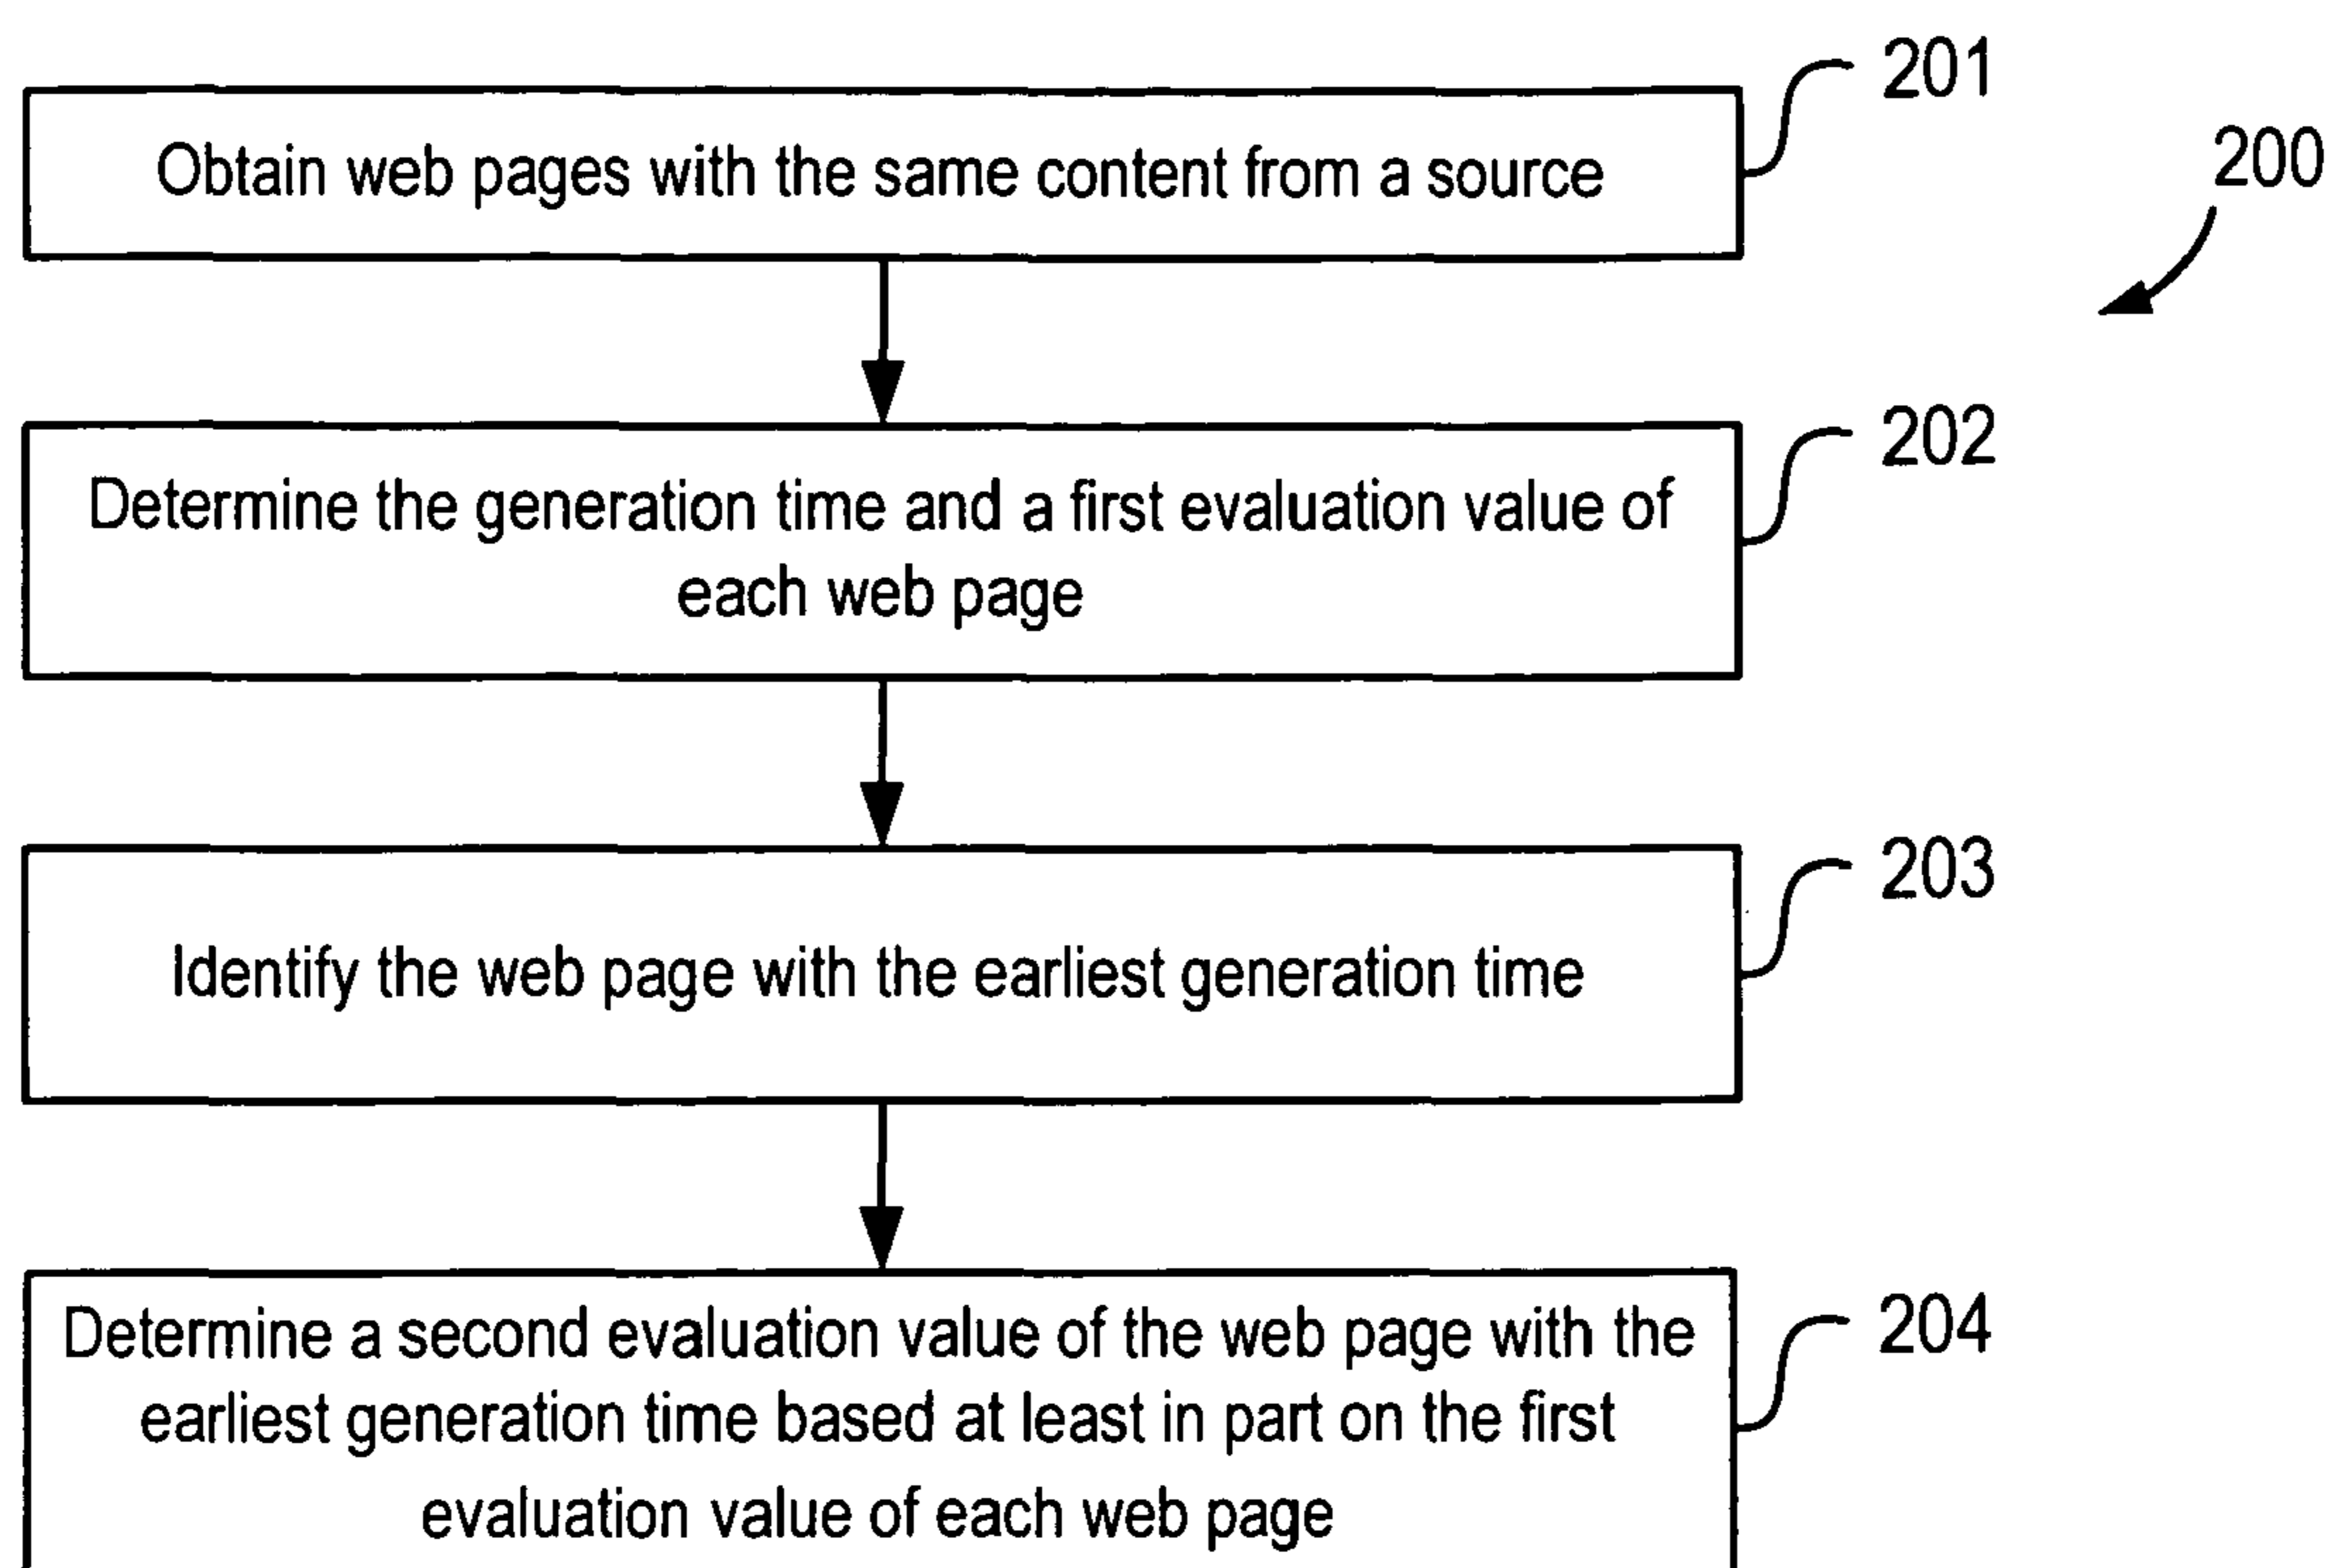 201
Obtain web pages with the same content from a source
200
202
Determine the generation time and a first evaluation value of
each web page
203
Identify the web page with the earliest generation time
204
Determine a second evaluation value of the web page with the
earliest generation time based at least in part on the first
evaluation value of each web page